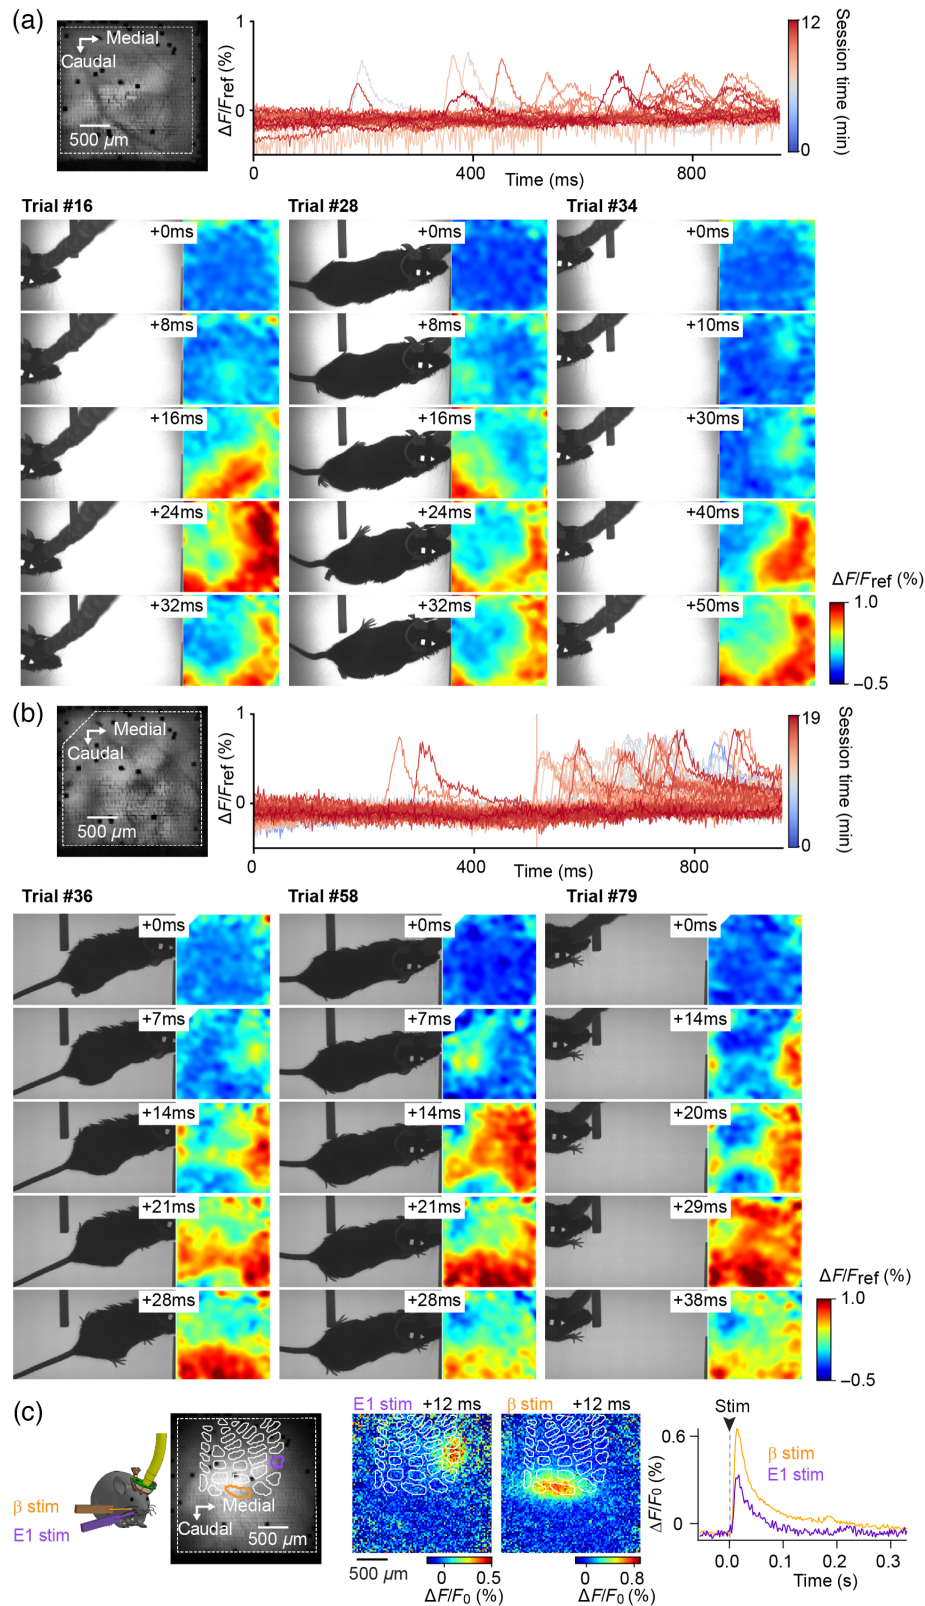 (a)
Medial
Caudal
500 µm
1
0
ΔF/Fref (%)
0
400
800
Time (ms)
12
0
Session time (min)
Trial #16
Trial #28
Trial #34
+0ms
+0ms
+0ms
+8ms
+8ms
+10ms
+16ms
+16ms
+30ms
+24ms
+24ms
+40ms
+32ms
+32ms
+50ms
ΔF/Fref (%)
1.0
–0.5
(b)
Medial
Caudal
500 µm
1
0
ΔF/Fref (%)
0
400
800
Time (ms)
19
0
Session time (min)
Trial #36
Trial #58
Trial #79
+0ms
+0ms
+0ms
+7ms
+7ms
+14ms
+14ms
+14ms
+20ms
+21ms
+21ms
+29ms
+28ms
+28ms
+38ms
ΔF/Fref (%)
1.0
–0.5
(c)
β stim
E1 stim
Medial
Caudal
500 µm
E1 stim +12 ms
β stim +12 ms
500 µm
0 0.5
ΔF/F0 (%)
0 0.8
ΔF/F0 (%)
Stim
0.6
0
ΔF/F0 (%)
β stim
E1 stim
0.0 0.1 0.2 0.3
Time (s)